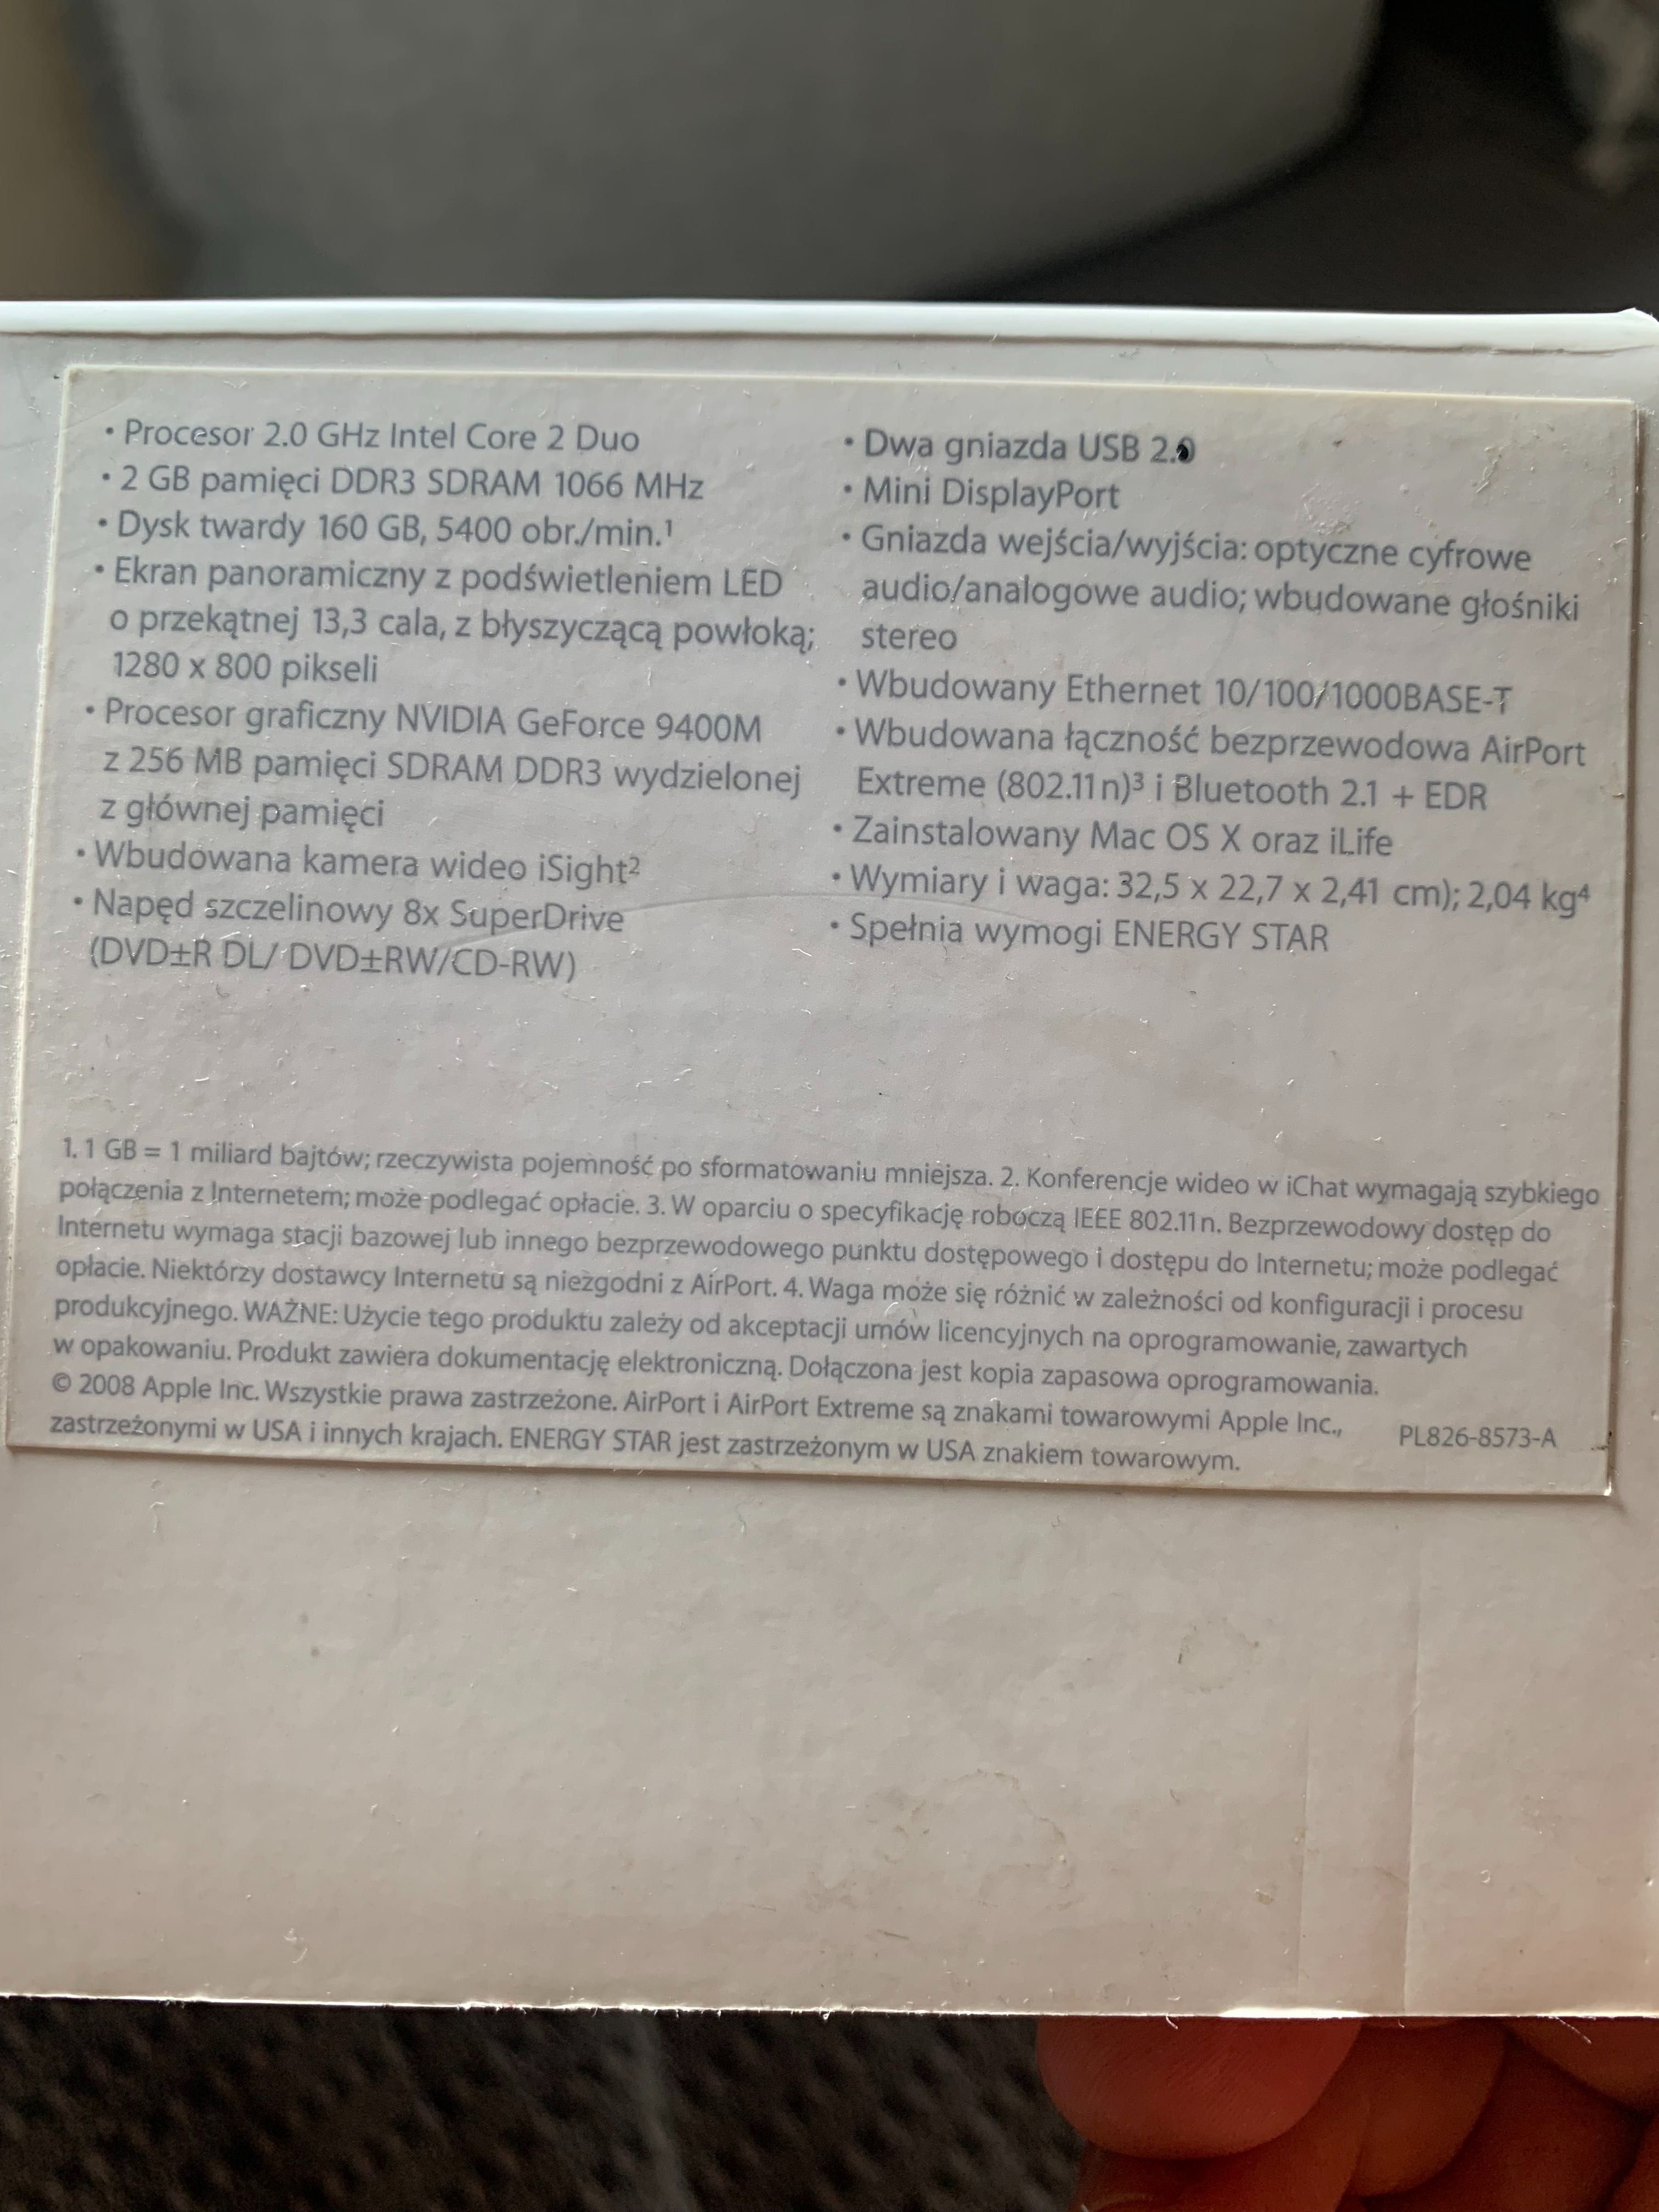 • Procesor 2.0 GHz Intel Core 2 Duo
• 2 GB pamięci DDR3 SDRAM 1066 MHz
• Dysk twardy 160 GB, 5400 obr./min.¹
• Ekran panoramiczny z podświetleniem LED
o przekątnej 13,3 cala, z błyszyczącą powłoką;
1280 x 800 pikseli
• Procesor graficzny NVIDIA GeForce 9400M
z 256 MB pamięci SDRAM DDR3 wydzielonej
z głównej pamięci
• Wbudowana kamera wideo iSight²
• Napęd szczelinowy 8x SuperDrive
(DVD±R DL/ DVD±RW/CD-RW)
• Dwa gniazda USB 2.0
• Mini DisplayPort
• Gniazda wejścia/wyjścia: optyczne cyfrowe
audio/analogowe audio; wbudowane głośniki
stereo
• Wbudowany Ethernet 10/100/1000BASE-T
• Wbudowana łączność bezprzewodowa AirPort
Extreme (802.11n)³ i Bluetooth 2.1 + EDR
• Zainstalowany Mac OS X oraz iLife
• Wymiary i waga: 32,5 x 22,7 x 2,41 cm); 2,04 kg⁴
• Spełnia wymogi ENERGY STAR
1. 1 GB = 1 miliard bajtów; rzeczywista pojemność po sformatowaniu mniejsza. 2. Konferencje wideo w iChat wymagają szybkiego
połączenia z Internetem; może podlegać opłacie. 3. W oparciu o specyfikację roboczą IEEE 802.11n. Bezprzewodowy dostęp do
Internetu wymaga stacji bazowej lub innego bezprzewodowego punktu dostępowego i dostępu do Internetu; może podlegać
opłacie. Niektórzy dostawcy Internetu są niezgodni z AirPort. 4. Waga może się różnić w zależności od konfiguracji i procesu
produkcyjnego. WAŻNE: Użycie tego produktu zależy od akceptacji umów licencyjnych na oprogramowanie, zawartych
w opakowaniu. Produkt zawiera dokumentację elektroniczną. Dołączona jest kopia zapasowa oprogramowania.
© 2008 Apple Inc. Wszystkie prawa zastrzeżone. AirPort i AirPort Extreme są znakami towarowymi Apple Inc.,
zastrzeżonymi w USA i innych krajach. ENERGY STAR jest zastrzeżonym w USA znakiem towarowym.
PL826-8573-A